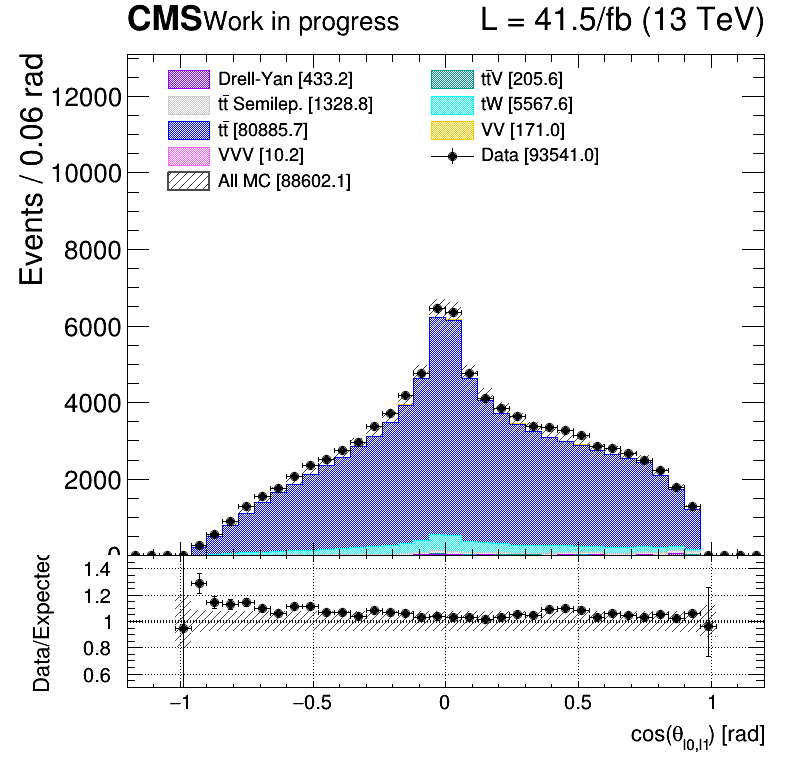 CMS Work in progress L = 41.5/fb (13 TeV)
Events / 0.06 rad
Drell-Yan [433.2]
tt̄ Semilep. [1328.8]
tt̄ [80885.7]
VVV [10.2]
All MC [88602.1]
tt̄V [205.6]
tW [5567.6]
VV [171.0]
Data [93541.0]
12000
10000
8000
6000
4000
2000
0
Data/Expected
1.4
1.2
1
0.8
0.6
−1 −0.5 0 0.5 1
cos(θl0,l1) [rad]